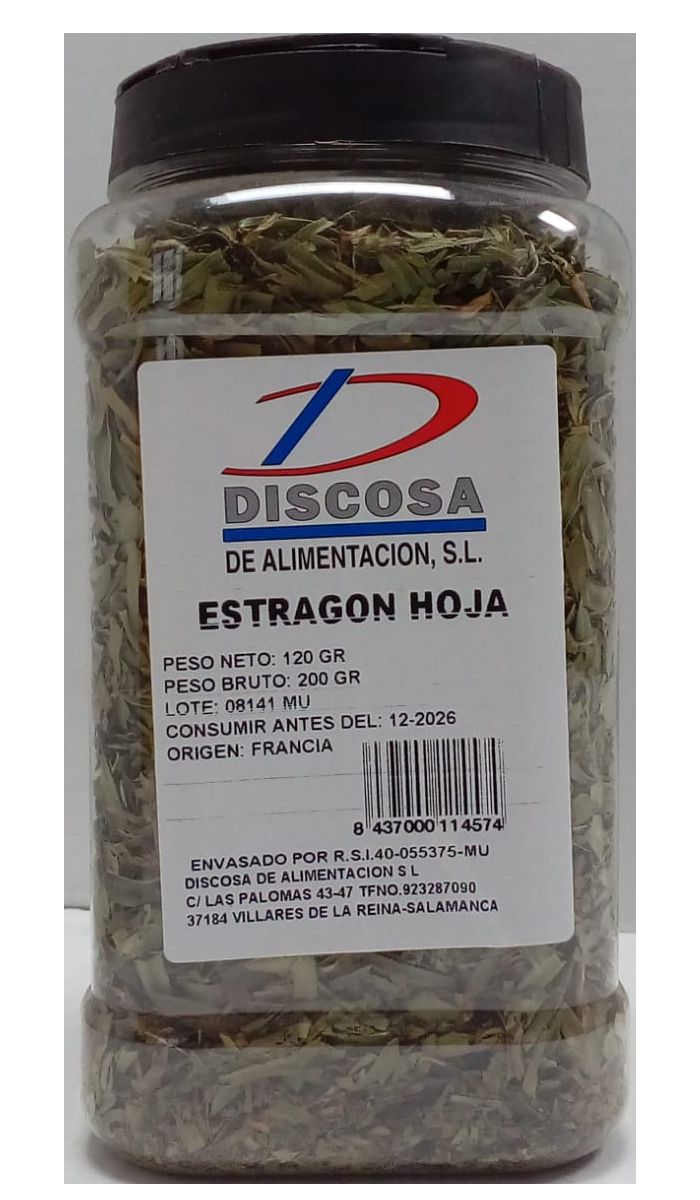 DISCOSA
DE ALIMENTACION, S.L.
ESTRAGON HOJA
PESO NETO: 120 GR
PESO BRUTO: 200 GR
LOTE: 08141 MU
CONSUMIR ANTES DEL: 12-2026
ORIGEN: FRANCIA
8 437000 114574
ENVASADO POR R.S.I.40-055375-MU
DISCOSA DE ALIMENTACION S L
C/ LAS PALOMAS 43-47 TFNO.923287090
37184 VILLARES DE LA REINA-SALAMANCA